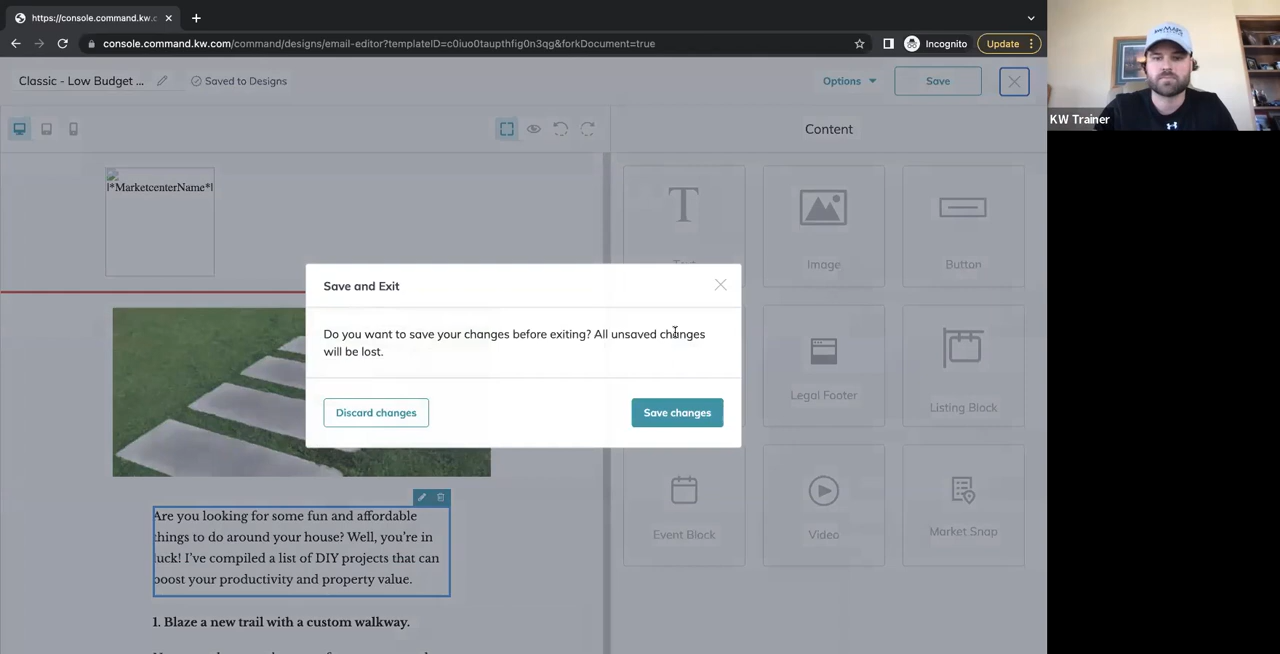 https://console.command.kw.c
console.command.kw.com/command/designs/email-editor?templateID=c0iuo0taupthfig0n3qg&forkDocument=true
Incognito
Update
Classic - Low Budget ...
Saved to Designs
Options
Save
KW Trainer
Content
|*MarketcenterName*|
Text
Image
Button
Save and Exit
Do you want to save your changes before exiting? All unsaved changes
will be lost.
Legal Footer
Listing Block
Discard changes
Save changes
Event Block
Video
Market Snap
Are you looking for some fun and affordable
things to do around your house? Well, you're in
luck! I've compiled a list of DIY projects that can
boost your productivity and property value.
1. Blaze a new trail with a custom walkway.